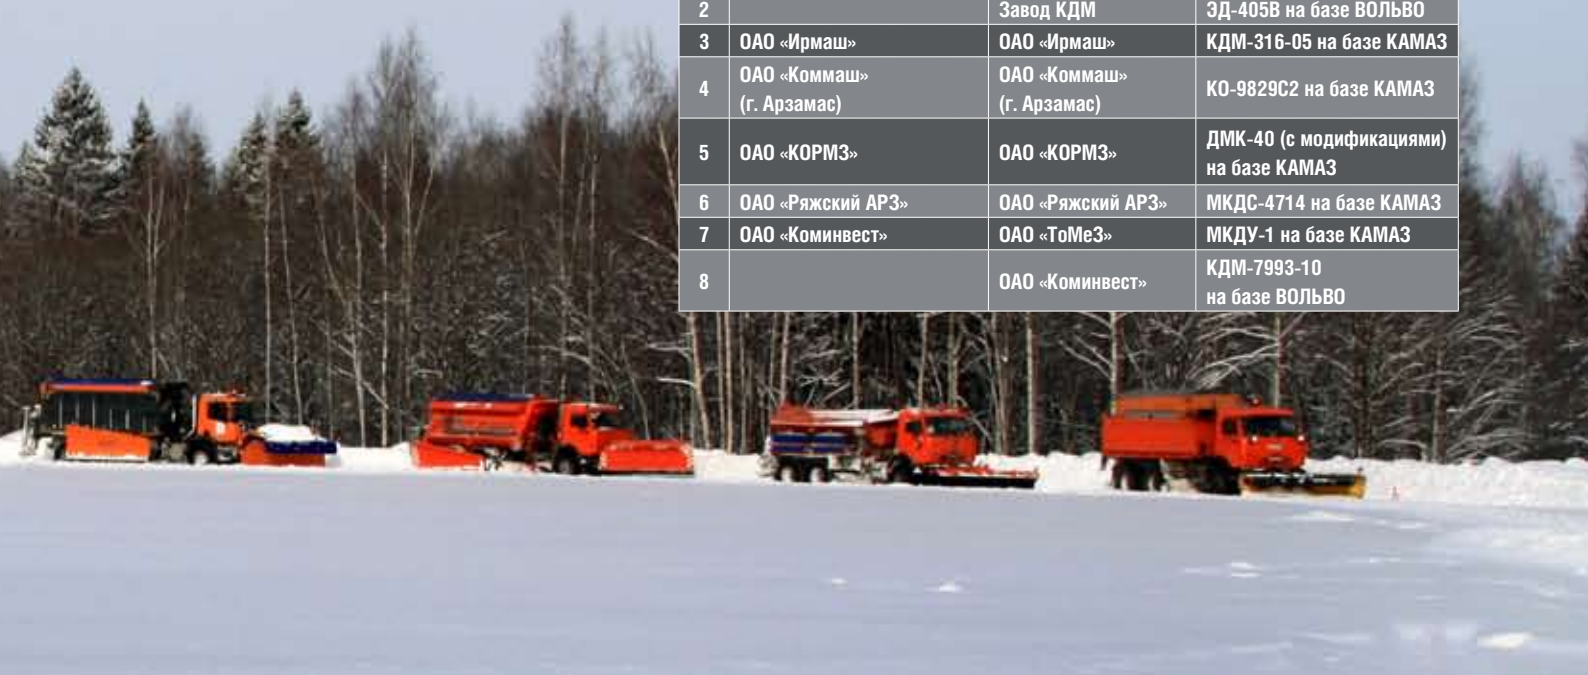 2 Завод КДМ ЭД-405В на базе ВОЛЬВО
3 ОАО «Ирмаш» ОАО «Ирмаш» КДМ-316-05 на базе КАМАЗ
4 ОАО «Коммаш» ОАО «Коммаш» КО-9829С2 на базе КАМАЗ
(г. Арзамас) (г. Арзамас)
5 ОАО «КОРМЗ» ОАО «КОРМЗ» ДМК-40 (с модификациями)
на базе КАМАЗ
6 ОАО «Ряжский АРЗ» ОАО «Ряжский АРЗ» МКДС-4714 на базе КАМАЗ
7 ОАО «Коминвест» ОАО «ТоМеЗ» МКДУ-1 на базе КАМАЗ
8 ОАО «Коминвест» КДМ-7993-10
на базе ВОЛЬВО